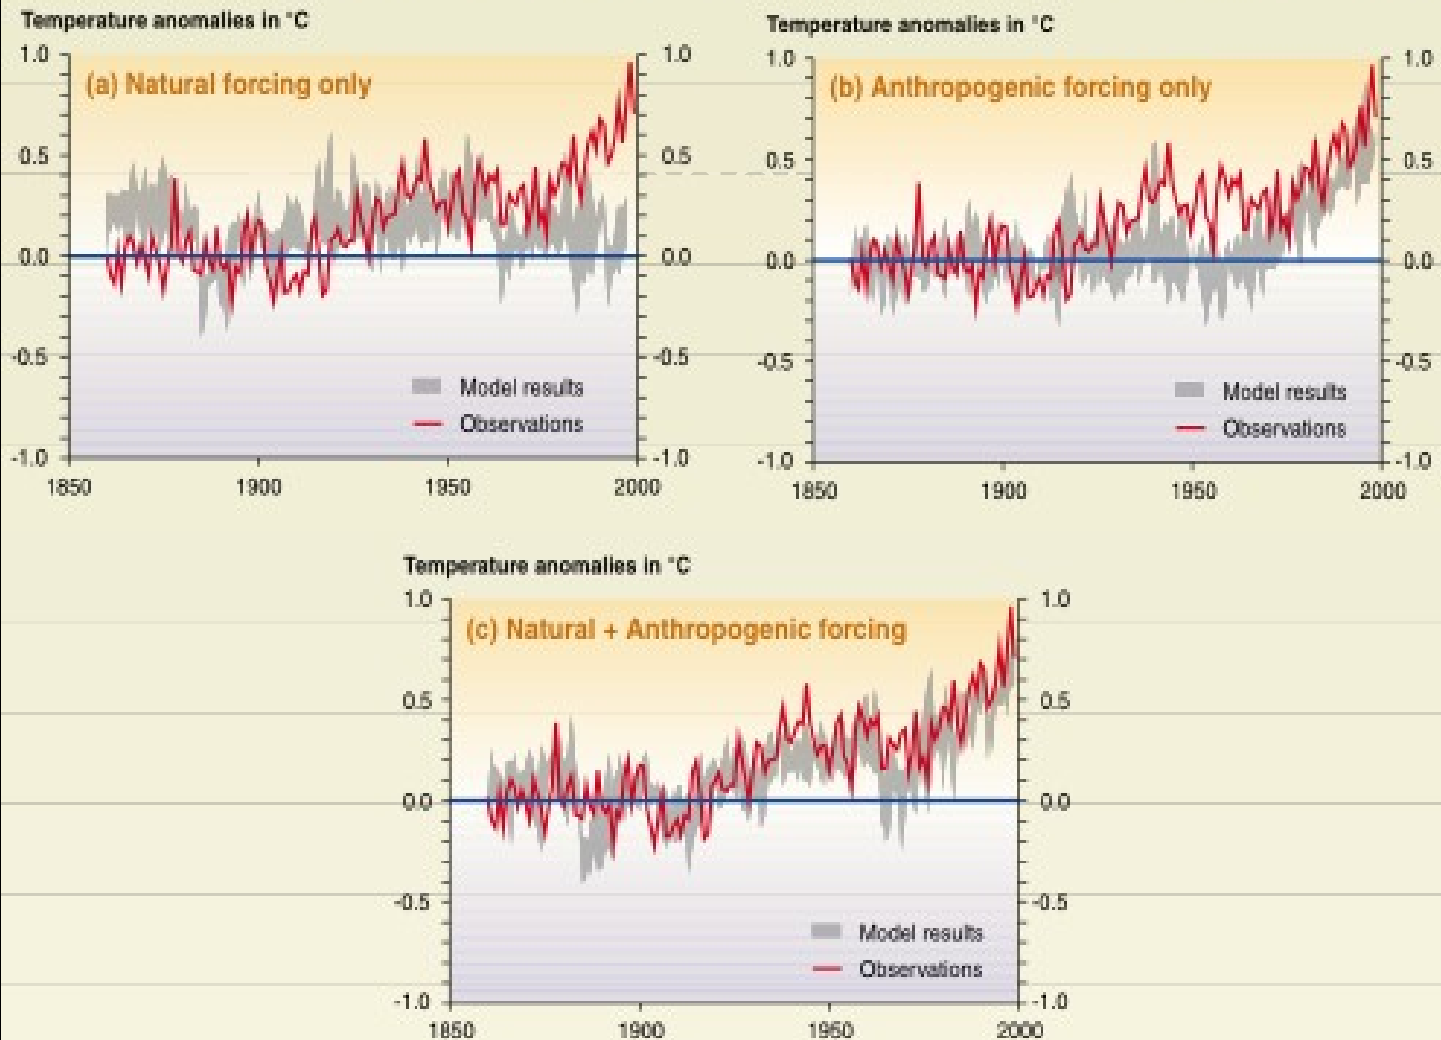 Temperature anomalies in °C
1.0 1.0
(a) Natural forcing only
0.5 0.5
0.0 0.0
-0.5 -0.5
Model results
Observations
-1.0 -1.0
1850 1900 1950 2000
Temperature anomalies in °C
1.0 1.0
(b) Anthropogenic forcing only
0.5 0.5
0.0 0.0
-0.5 -0.5
Model results
Observations
-1.0 -1.0
1850 1900 1950 2000
Temperature anomalies in °C
1.0 1.0
(c) Natural + Anthropogenic forcing
0.5 0.5
0.0 0.0
-0.5 -0.5
Model results
Observations
-1.0 -1.0
1850 1900 1950 2000